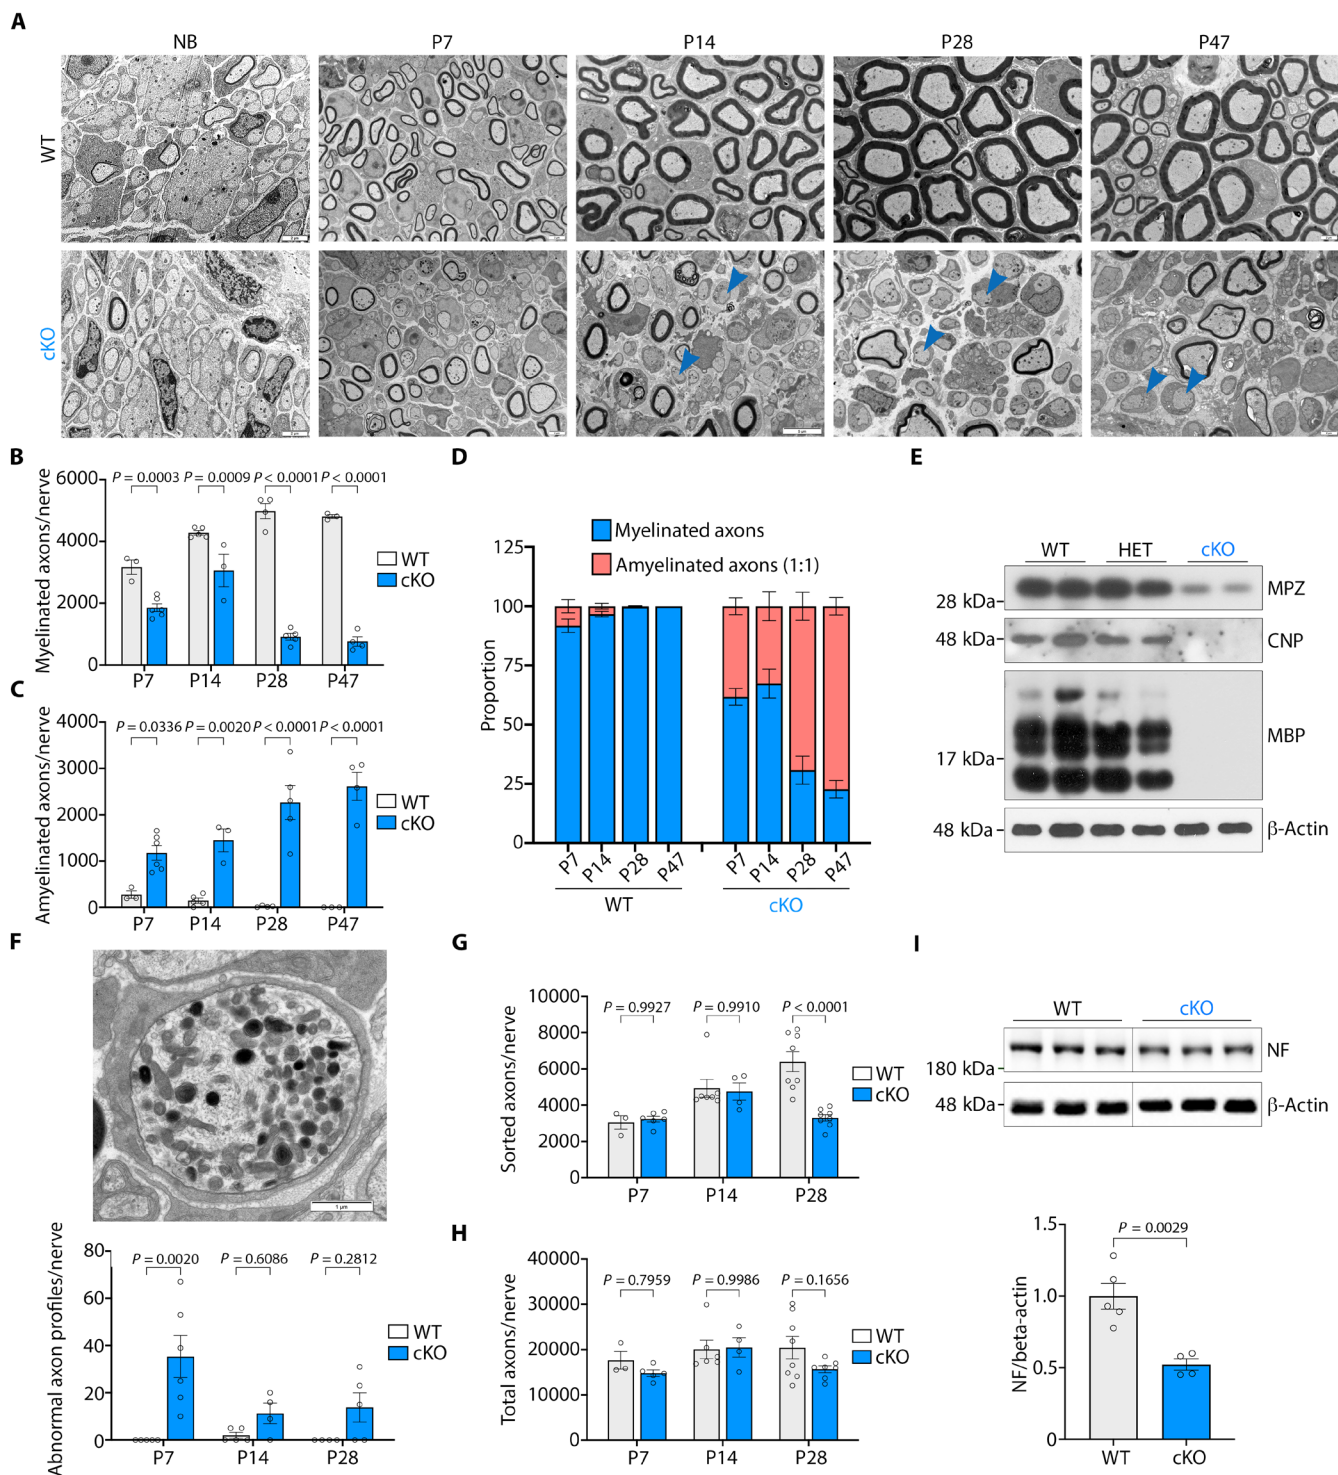 A
NB P7 P14 P28 P47
WT
cKO
B
Myelinated axons/nerve
6000
4000
2000
0
P = 0.0003 P = 0.0009 P < 0.0001 P < 0.0001
P7 P14 P28 P47
WT
cKO
C
Amyelinated axons/nerve
4000
3000
2000
1000
0
P = 0.0336 P = 0.0020 P < 0.0001 P < 0.0001
P7 P14 P28 P47
WT
cKO
D
Myelinated axons
Amyelinated axons (1:1)
Proportion
125
100
75
50
25
0
P7 P14 P28 P47 P7 P14 P28 P47
WT cKO
E
WT HET cKO
28 kDa MPZ
48 kDa CNP
17 kDa MBP
48 kDa β-Actin
F
1 μm
Abnormal axon profiles/nerve
80
60
40
20
0
P = 0.0020 P = 0.6086 P = 0.2812
P7 P14 P28
WT
cKO
G
Sorted axons/nerve
10000
8000
6000
4000
2000
0
P = 0.9927 P = 0.9910 P < 0.0001
P7 P14 P28
WT
cKO
H
Total axons/nerve
40000
30000
20000
10000
0
P = 0.7959 P = 0.9986 P = 0.1656
P7 P14 P28
WT
cKO
I
WT cKO
180 kDa NF
48 kDa β-Actin
NF/beta-actin
1.5
1.0
0.5
0
P = 0.0029
WT cKO